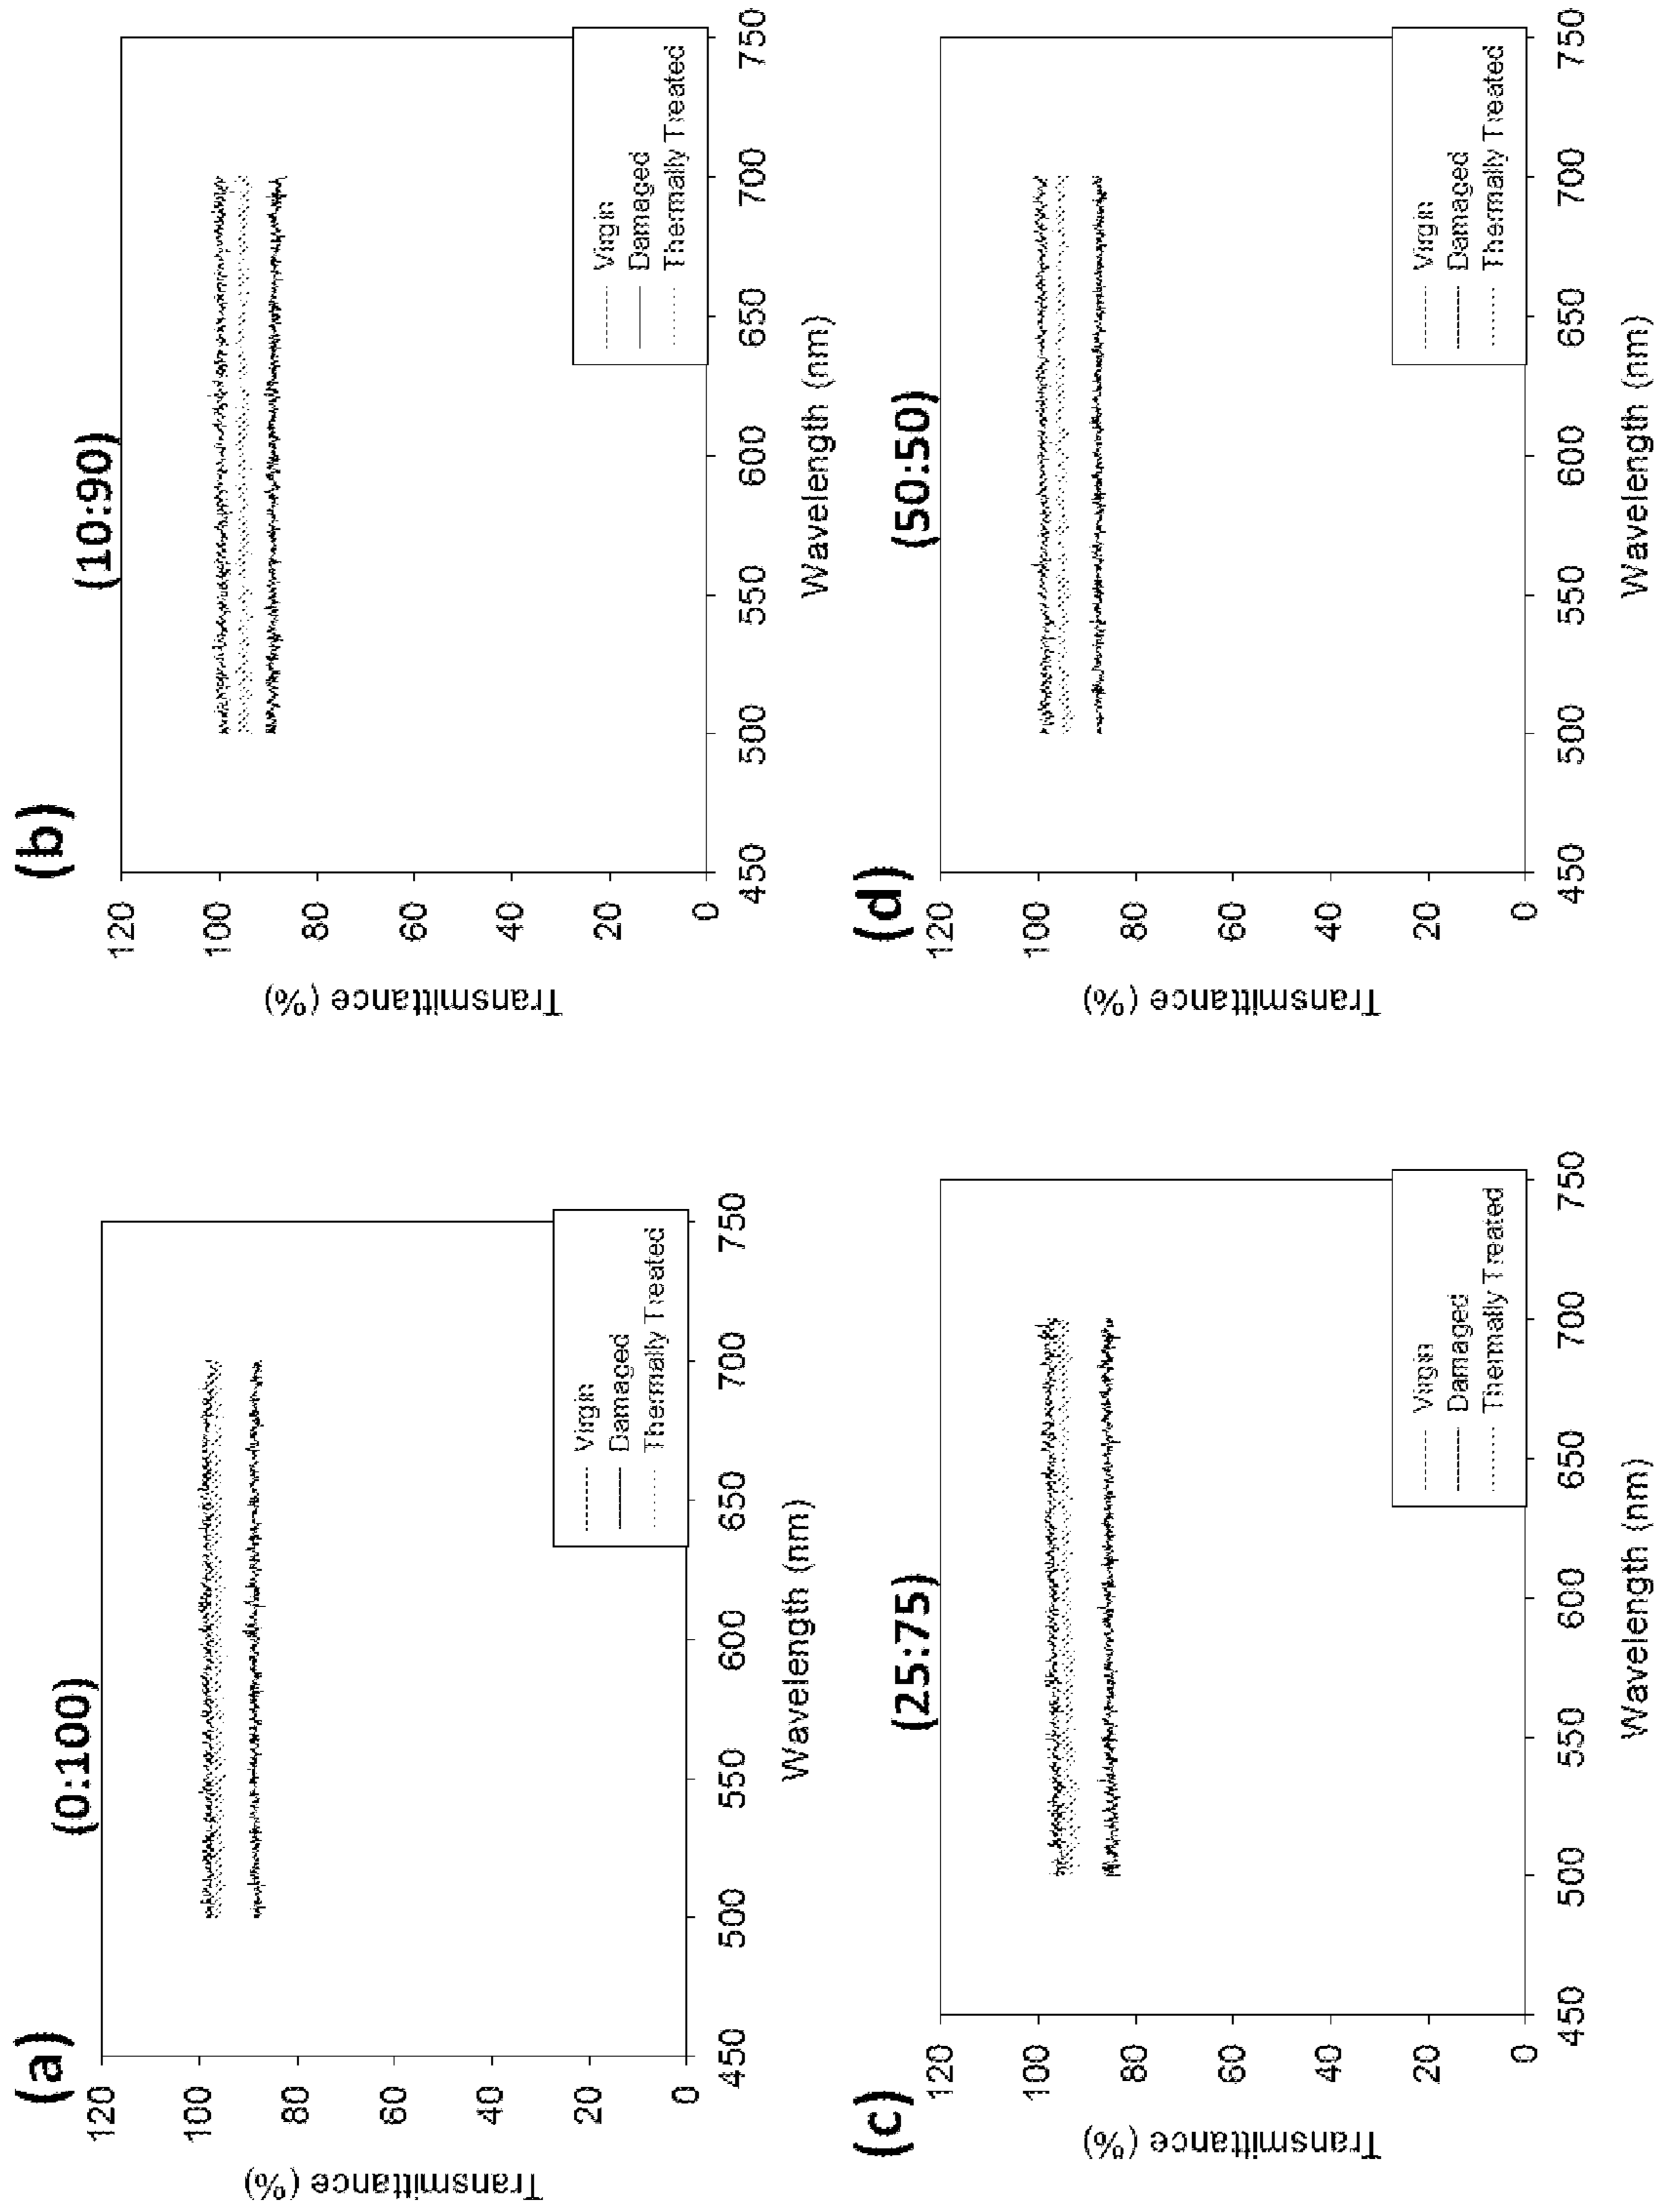 (a)
(0:100)
Transmittance (%)
120
100
80
60
40
20
0
450
500
550
600
650
700
750
Wavelength (nm)
Virgin
Damaged
Thermally Treated
(b)
(10:90)
Transmittance (%)
120
100
80
60
40
20
0
450
500
550
600
650
700
750
Wavelength (nm)
Virgin
Damaged
Thermally Treated
(c)
(25:75)
Transmittance (%)
120
100
80
60
40
20
0
450
500
550
600
650
700
750
Wavelength (nm)
Virgin
Damaged
Thermally Treated
(d)
(50:50)
Transmittance (%)
120
100
80
60
40
20
0
450
500
550
600
650
700
750
Wavelength (nm)
Virgin
Damaged
Thermally Treated